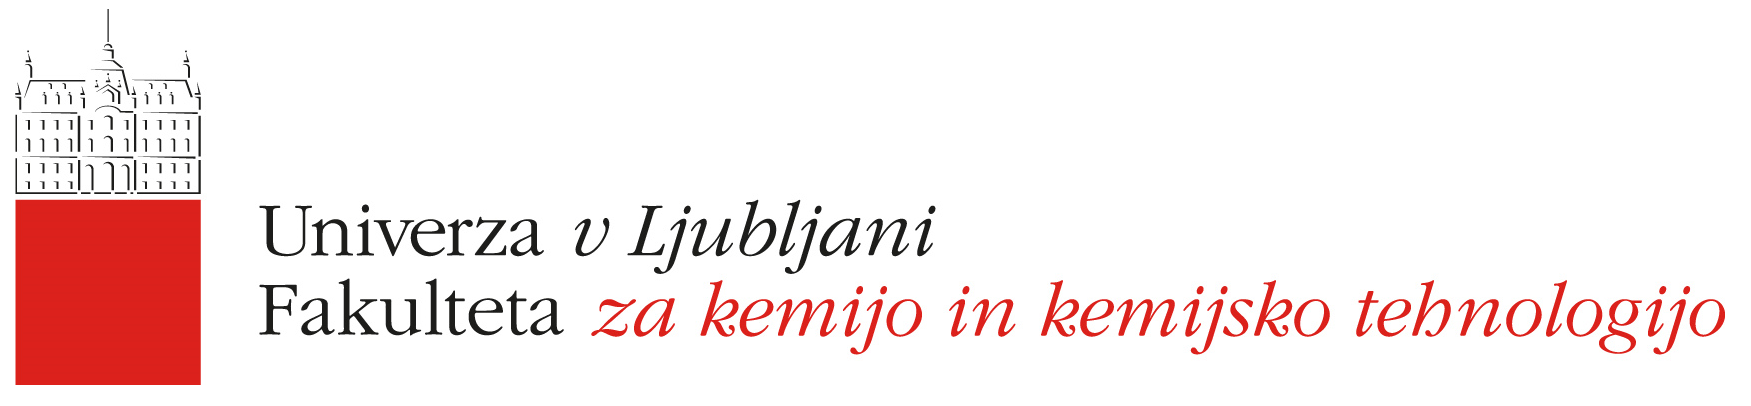 Univerza v Ljubljani
Fakulteta za kemijo in kemijsko tehnologijo